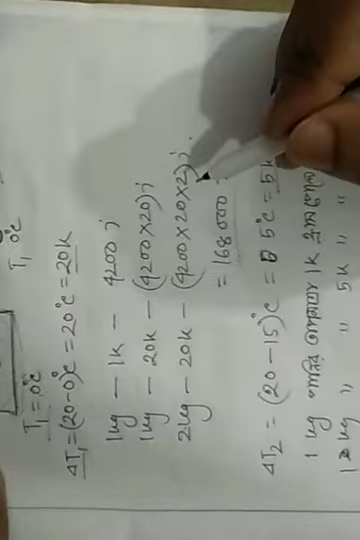 T₁ 0°C
T₁ = 0°C
ΔT₁ = (20-0)°C = 20°C = 20K
1kg — 1K — 4200 j
1kg — 20K — (4200×20) j
2kg — 20K — (4200×20×2) j
= 168000
ΔT₂ = (20-15)°C = 5°C = 5K
1 kg পানির তাপমাত্রা 1K
" " 5K " "